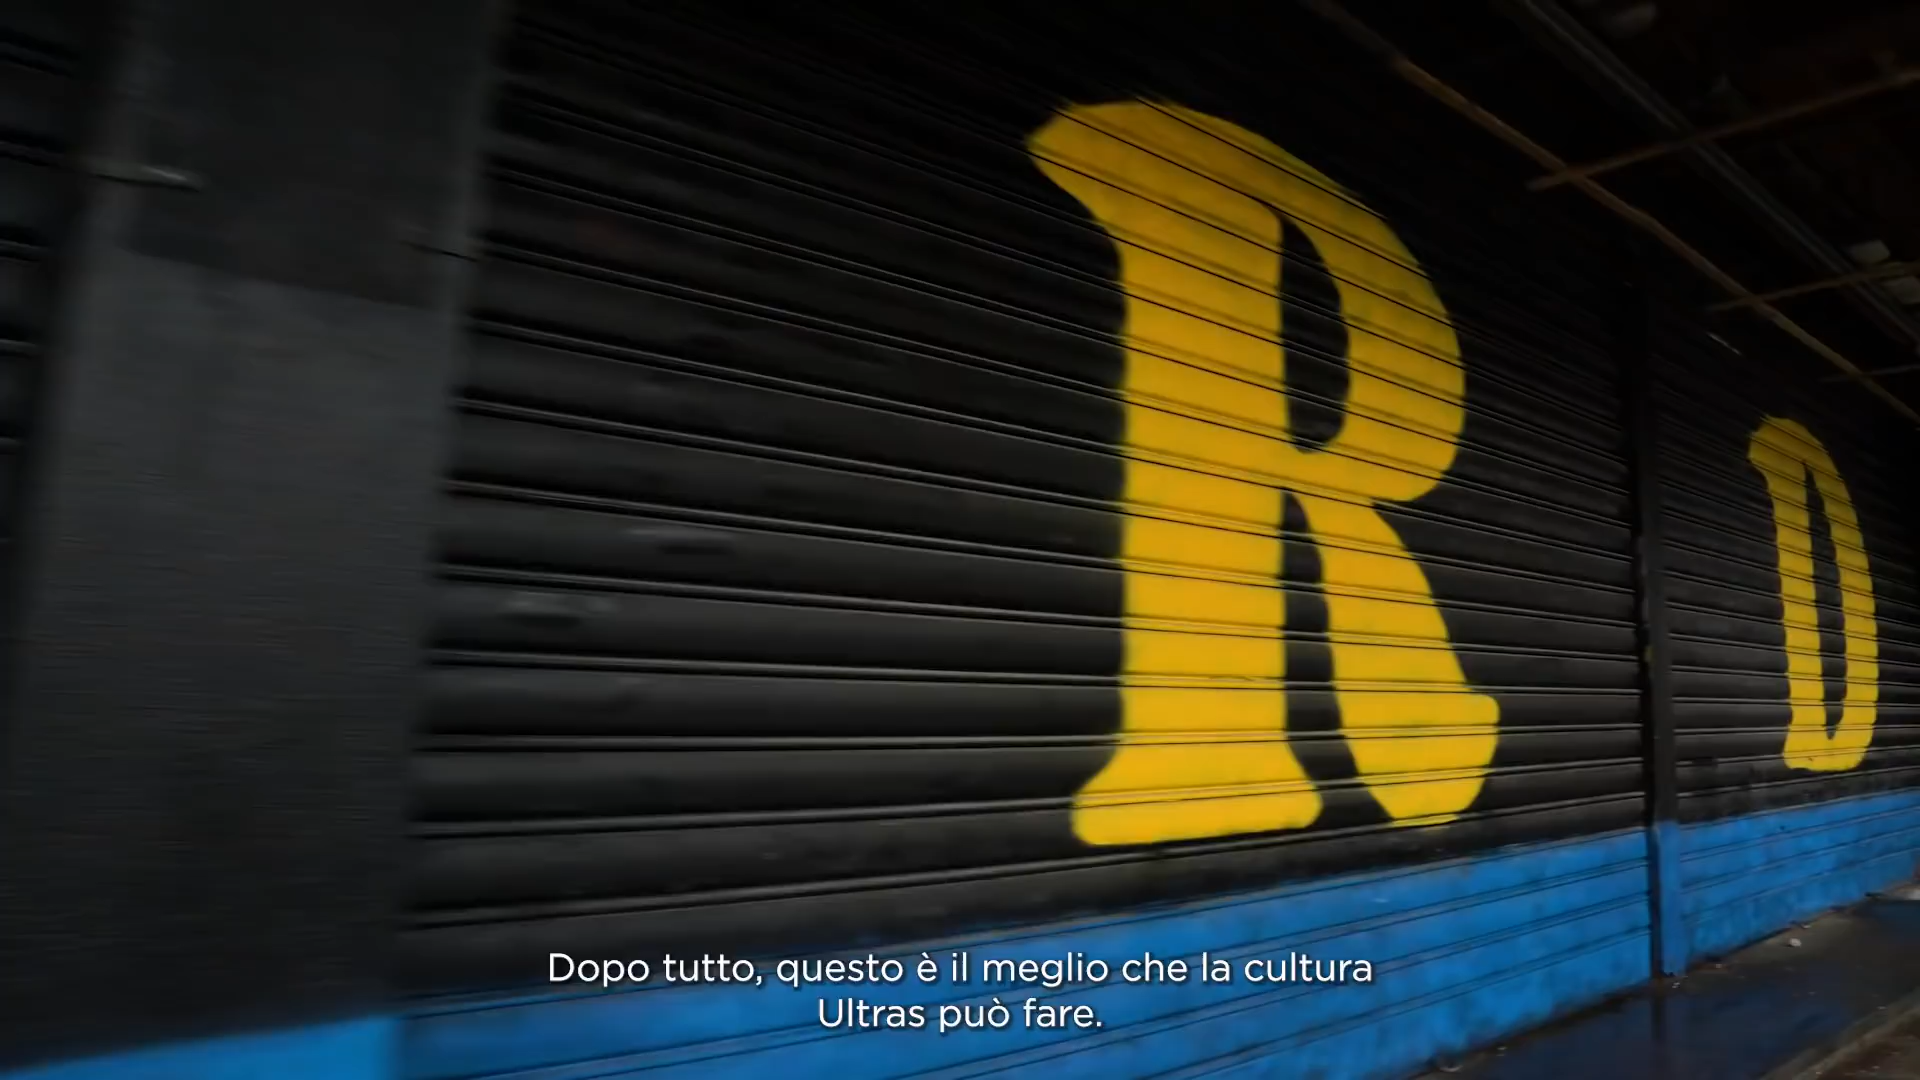 R D
Dopo tutto, questo è il meglio che la cultura
Ultras può fare.